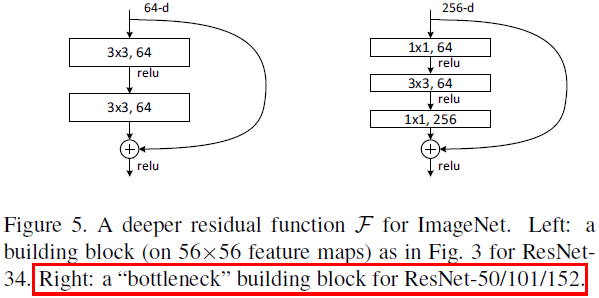 64-d
3x3, 64
relu
3x3, 64
+
relu
256-d
1x1, 64
relu
3x3, 64
relu
1x1, 256
+
relu
Figure 5. A deeper residual function F for ImageNet. Left: a
building block (on 56×56 feature maps) as in Fig. 3 for ResNet-
34. Right: a “bottleneck” building block for ResNet-50/101/152.